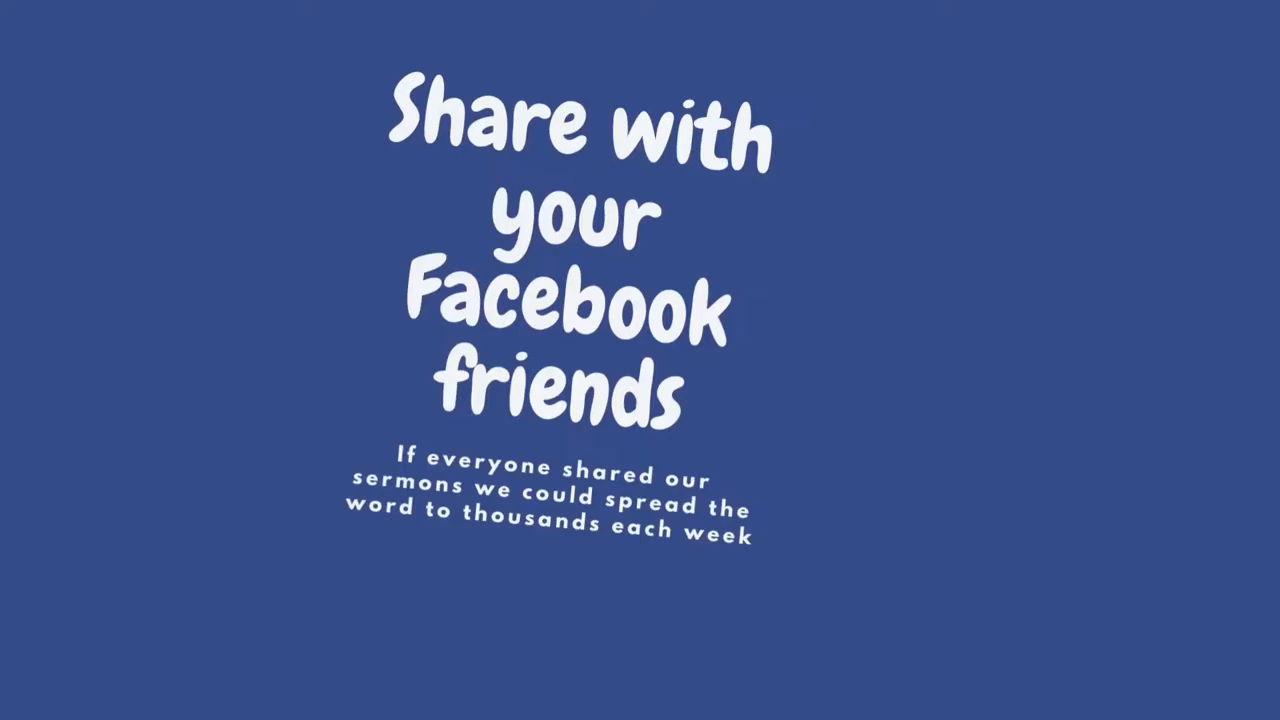 Share with
your
Facebook
friends
If everyone shared our
sermons we could spread the
word to thousands each week